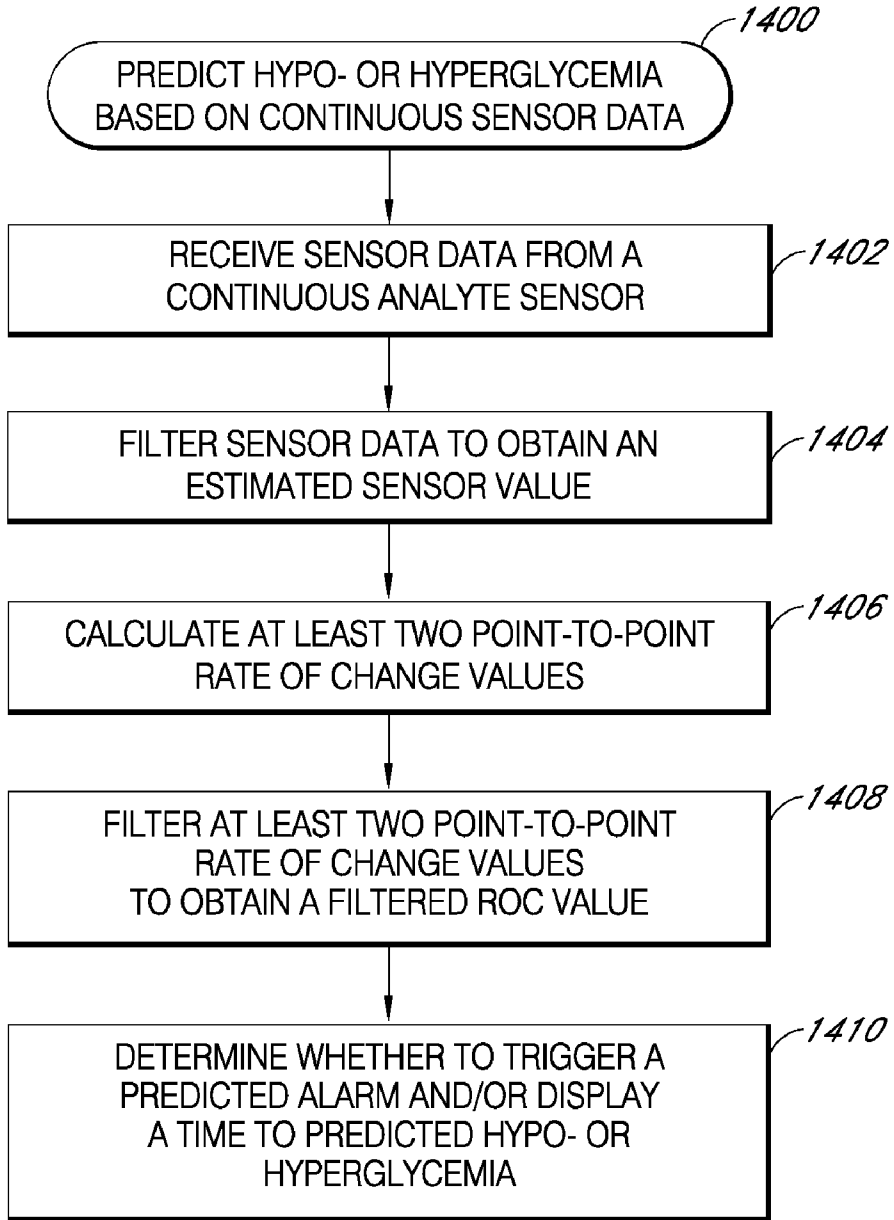 1400
PREDICT HYPO- OR HYPERGLYCEMIA
BASED ON CONTINUOUS SENSOR DATA
1402
RECEIVE SENSOR DATA FROM A
CONTINUOUS ANALYTE SENSOR
1404
FILTER SENSOR DATA TO OBTAIN AN
ESTIMATED SENSOR VALUE
1406
CALCULATE AT LEAST TWO POINT-TO-POINT
RATE OF CHANGE VALUES
1408
FILTER AT LEAST TWO POINT-TO-POINT
RATE OF CHANGE VALUES
TO OBTAIN A FILTERED ROC VALUE
1410
DETERMINE WHETHER TO TRIGGER A
PREDICTED ALARM AND/OR DISPLAY
A TIME TO PREDICTED HYPO- OR
HYPERGLYCEMIA